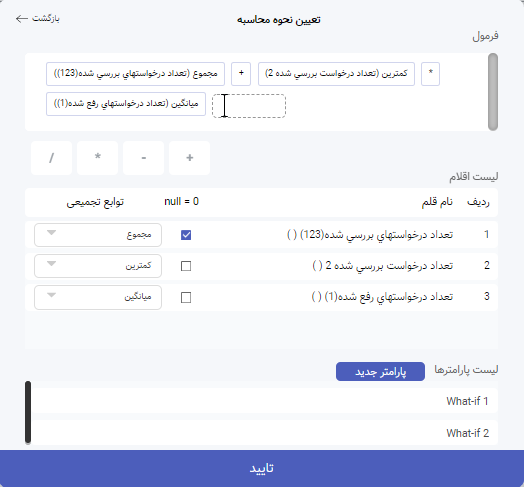 تعیین نحوه محاسبه
بازگشت
فرمول
مجموع (تعداد درخواستهاي بررسي شده(123)) + کمترین (تعداد درخواست بررسي شده 2) *
میانگین (تعداد درخواستهاي رفع شده(1))
/ * - +
لیست اقلام
ردیف نام قلم null = 0 توابع تجمیعی
1 تعداد درخواستهاي بررسي شده(123) ( ) مجموع
2 تعداد درخواست بررسي شده 2 ( ) کمترین
3 تعداد درخواستهاي رفع شده(1) ( ) میانگین
لیست پارامترها پارامتر جدید
What-if 1
What-if 2
تایید